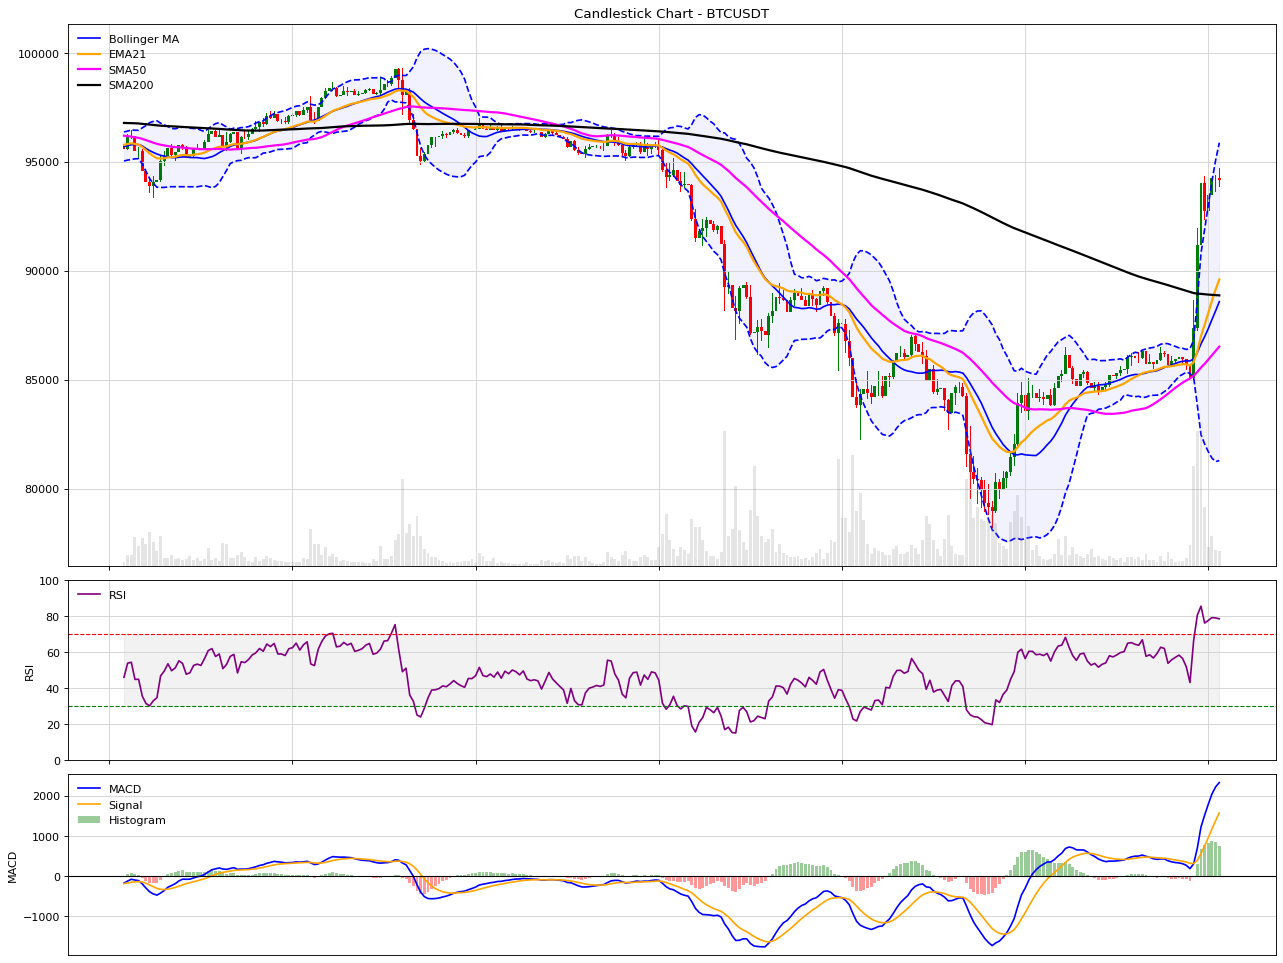 Candlestick Chart - BTCUSDT
Bollinger MA
EMA21
SMA50
SMA200
100000
95000
90000
85000
80000
RSI
RSI
100
80
60
40
20
0
MACD
Signal
Histogram
MACD
2000
1000
0
−1000